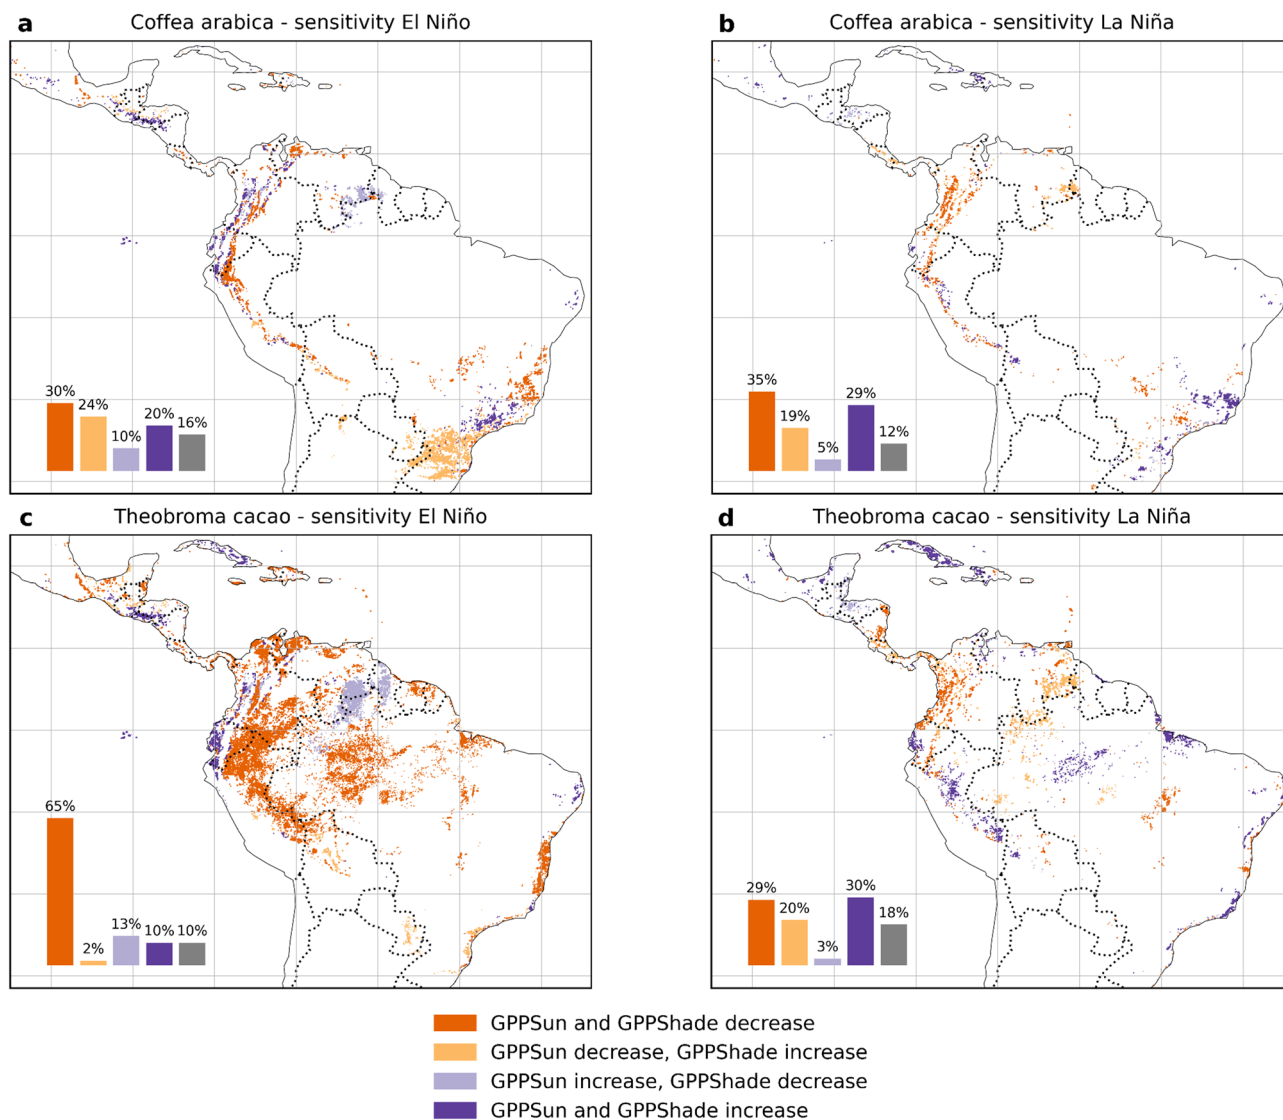 a
Coffea arabica - sensitivity El Niño
b
Coffea arabica - sensitivity La Niña
30%
24%
10%
20%
16%
35%
19%
5%
29%
12%
c
Theobroma cacao - sensitivity El Niño
d
Theobroma cacao - sensitivity La Niña
65%
2%
13%
10%
10%
29%
20%
3%
30%
18%
GPPSun and GPPShade decrease
GPPSun decrease, GPPShade increase
GPPSun increase, GPPShade decrease
GPPSun and GPPShade increase